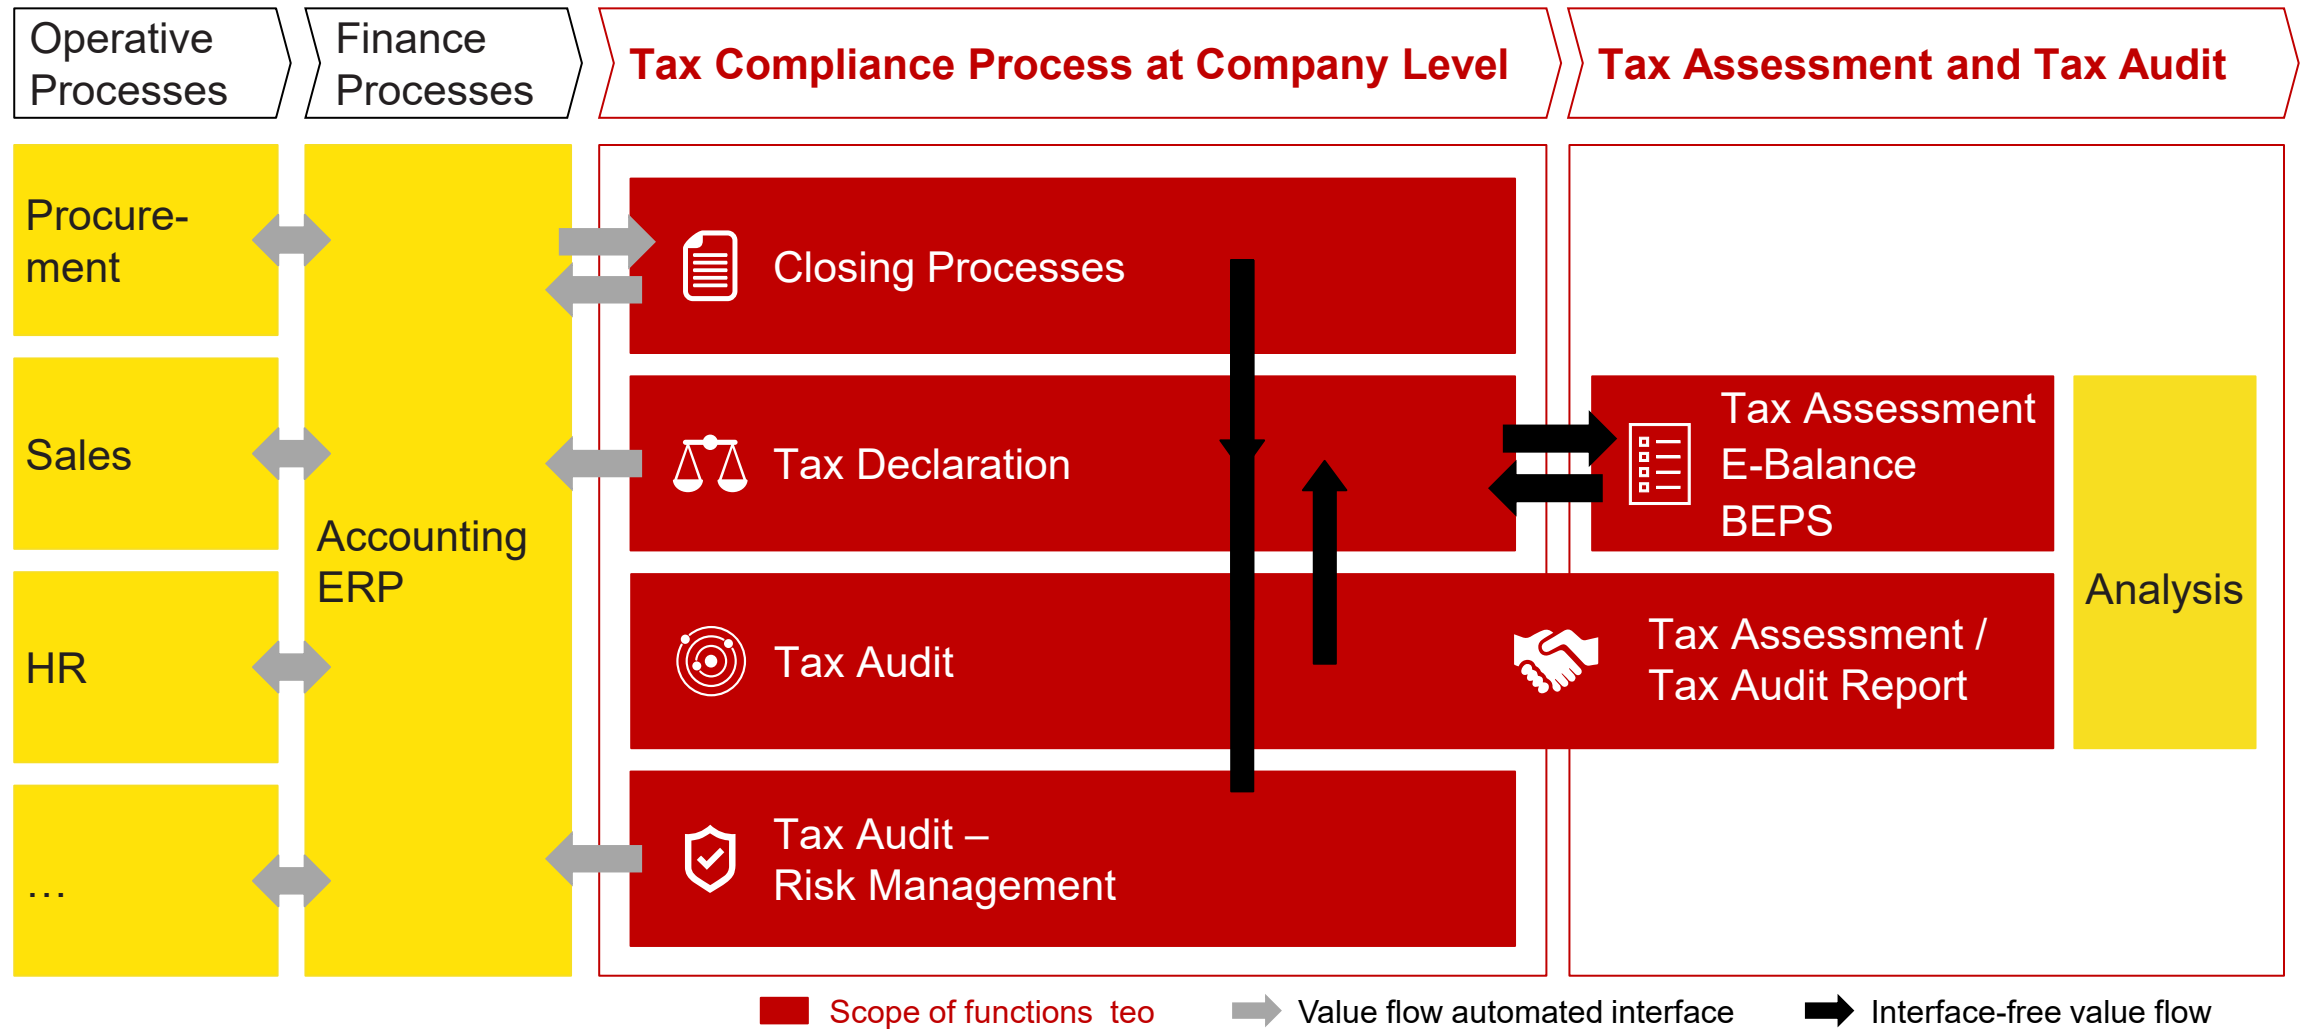 Operative
Processes
Finance
Processes
Tax Compliance Process at Company Level
Tax Assessment and Tax Audit
Procure-
ment
Sales
HR
…
Accounting
ERP
Closing Processes
Tax Declaration
Tax Audit
Tax Audit –
Risk Management
Tax Assessment
E-Balance
BEPS
Tax Assessment /
Tax Audit Report
Analysis
Scope of functions teo
Value flow automated interface
Interface-free value flow